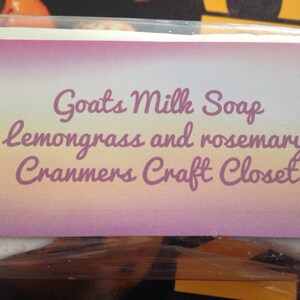 Goats Milk Soap
Lemongrass and rosemary
Cranmers Craft Closet